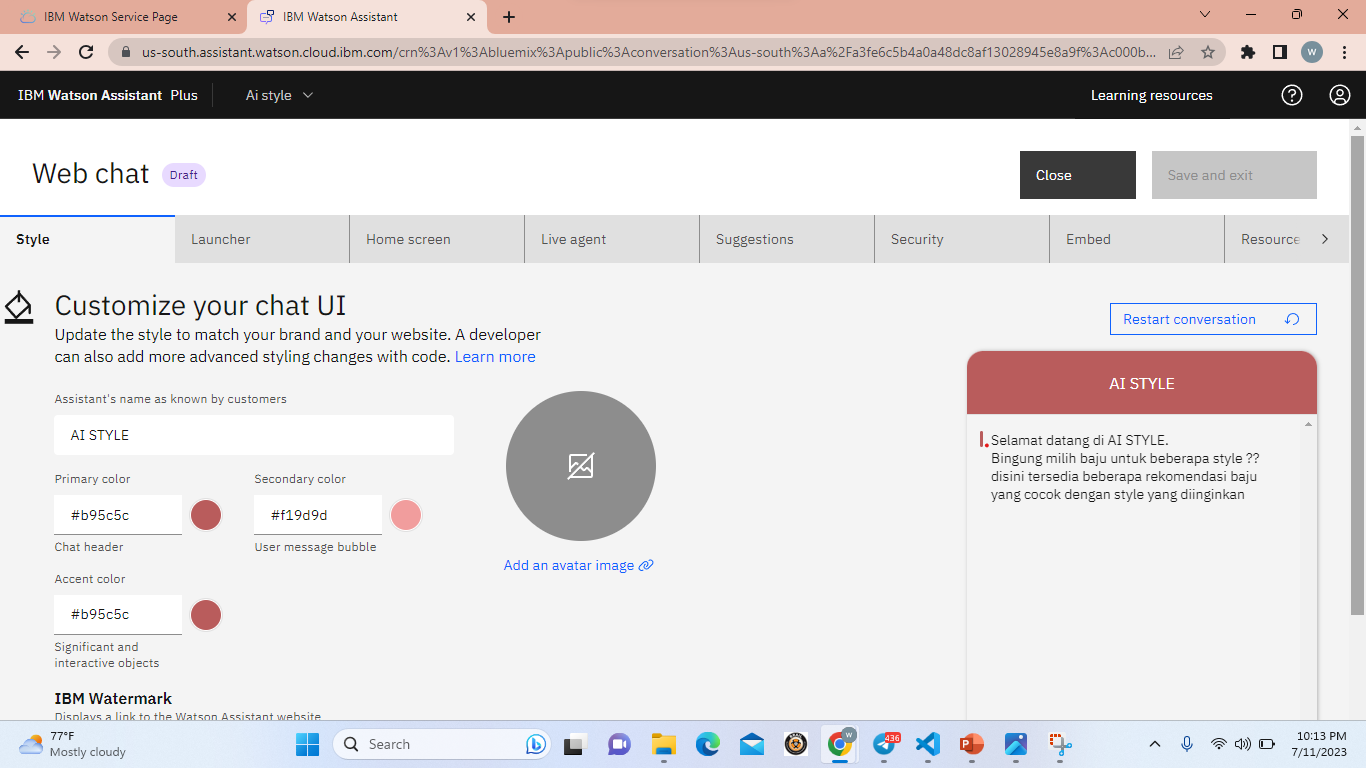 IBM Watson Service Page
IBM Watson Assistant
us-south.assistant.watson.cloud.ibm.com/crn%3Av1%3Abluemix%3Apublic%3Aconversation%3Aus-south%3Aa%2Fa3fe6c5b4a0a48dc8af13028945e8a9f%3Ac000b...
W
IBM Watson Assistant Plus
Ai style
Learning resources
Web chat
Draft
Close
Save and exit
Style
Launcher
Home screen
Live agent
Suggestions
Security
Embed
Resource
Customize your chat UI
Update the style to match your brand and your website. A developer
can also add more advanced styling changes with code. Learn more
Restart conversation
Assistant's name as known by customers
AI STYLE
Primary color
Secondary color
#b95c5c
#f19d9d
Chat header
User message bubble
Accent color
#b95c5c
Significant and
interactive objects
Add an avatar image
IBM Watermark
Displays a link to the Watson Assistant website
AI STYLE
Selamat datang di AI STYLE.
Bingung milih baju untuk beberapa style ??
disini tersedia beberapa rekomendasi baju
yang cocok dengan style yang diinginkan
77°F
Mostly cloudy
Search
W
436
10:13 PM
7/11/2023